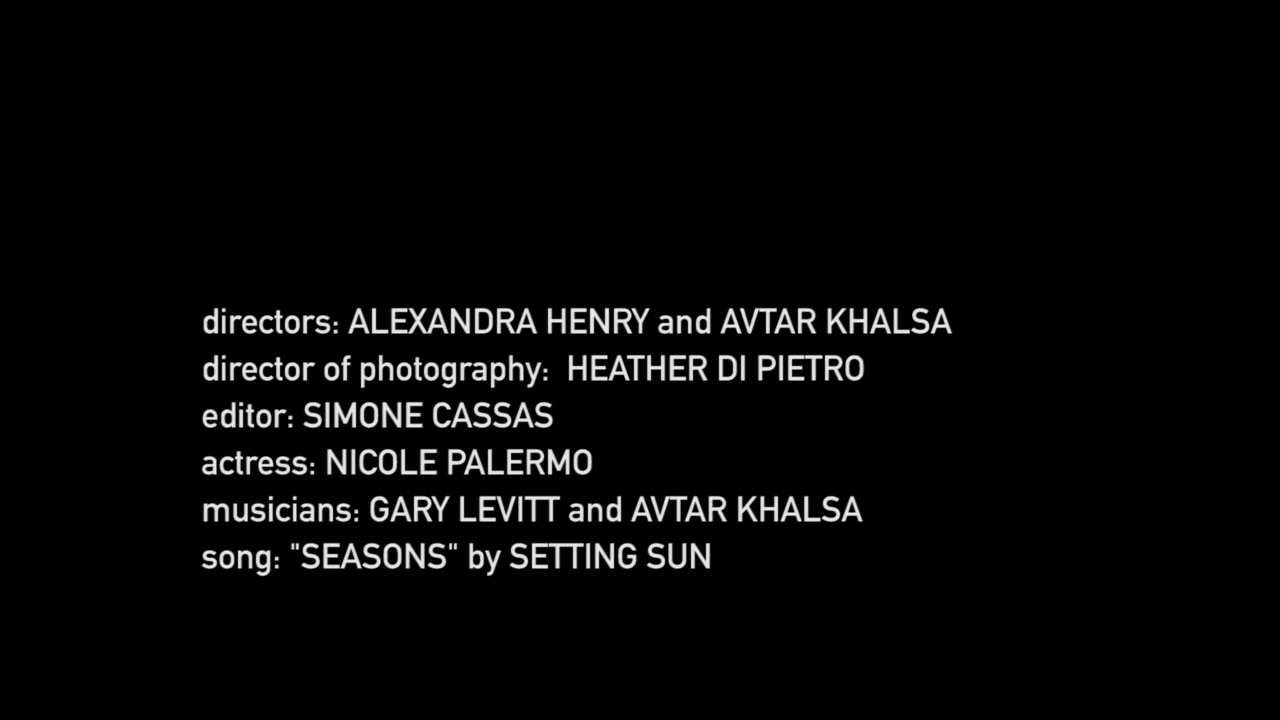 directors: ALEXANDRA HENRY and AVTAR KHALSA
director of photography:  HEATHER DI PIETRO
editor: SIMONE CASSAS
actress: NICOLE PALERMO
musicians: GARY LEVITT and AVTAR KHALSA
song: "SEASONS" by SETTING SUN